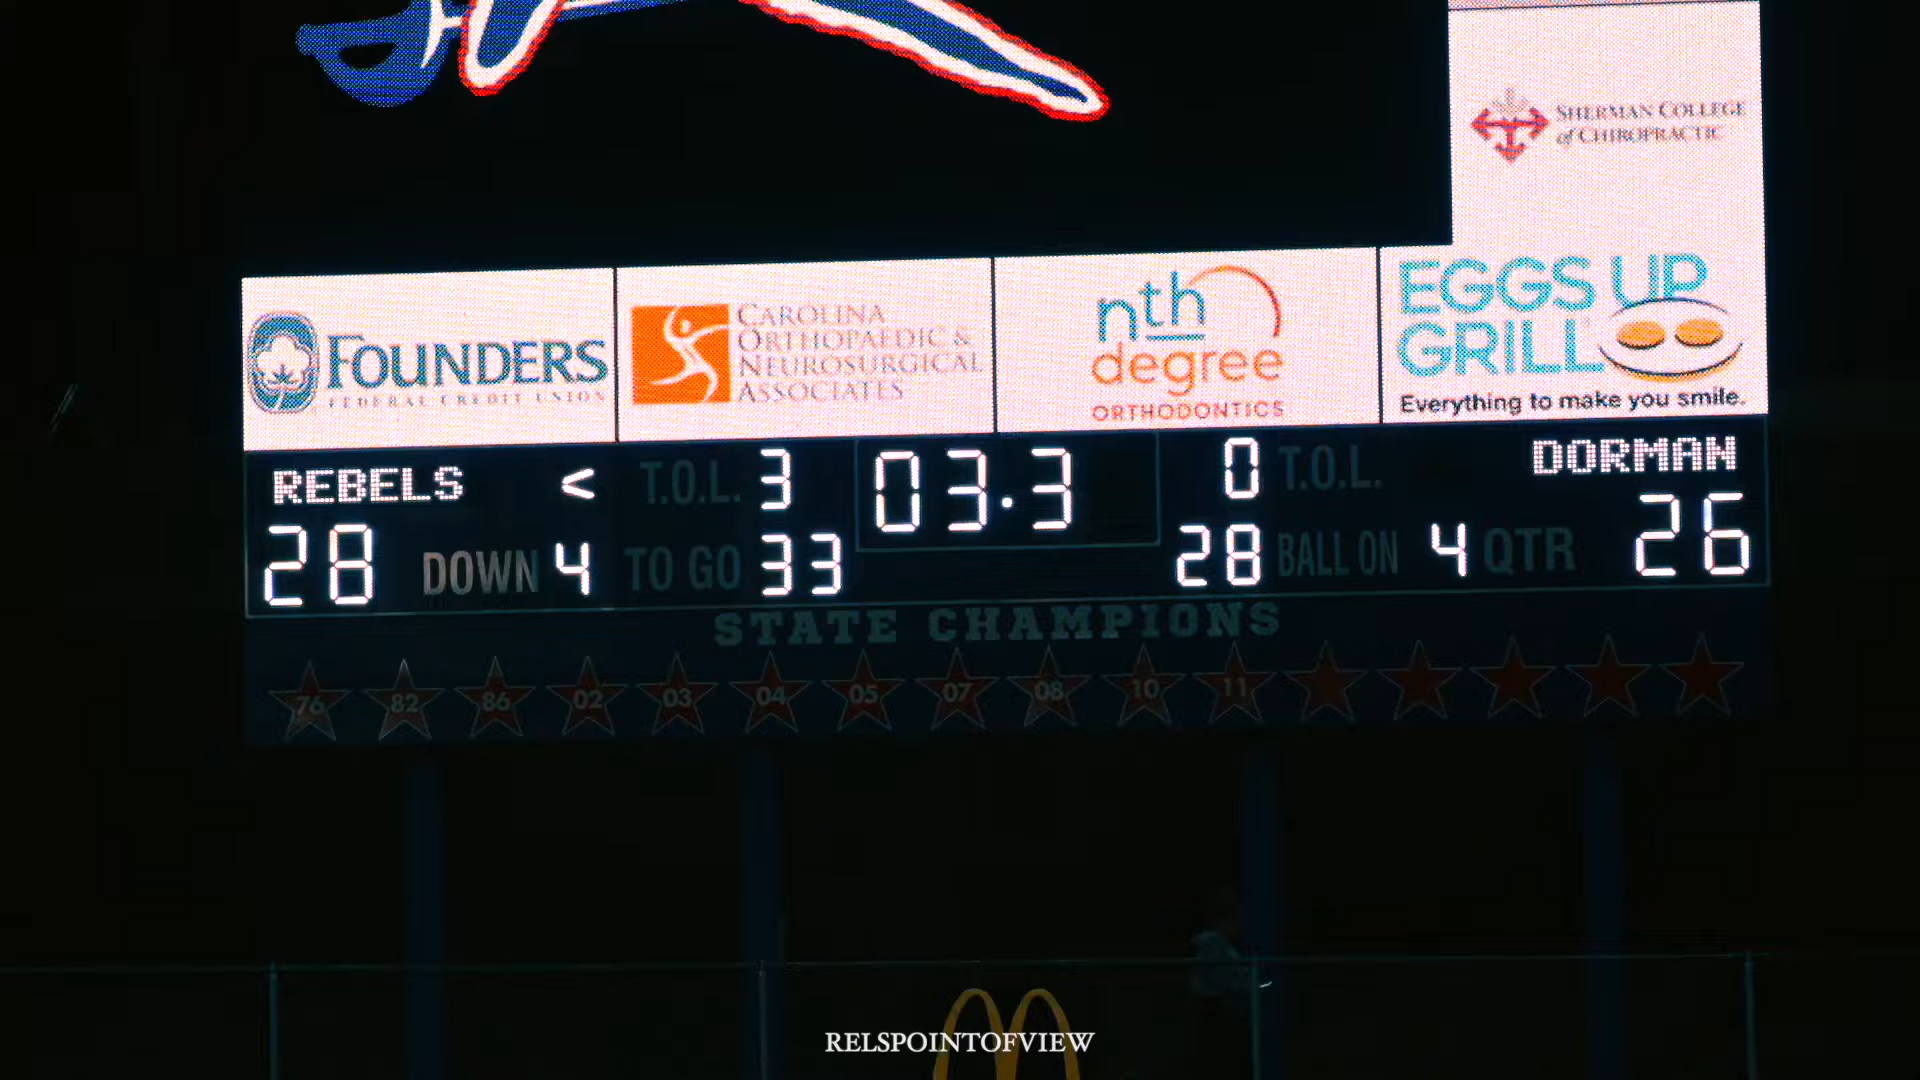 SHERMAN COLLEGE
of CHIROPRACTIC
FOUNDERS
FEDERAL CREDIT UNION
CAROLINA
ORTHOPAEDIC &
NEUROSURGICAL
ASSOCIATES
nth
degree
ORTHODONTICS
EGGS UP
GRILL
Everything to make you smile.
REBELS < T.O.L. 3 03.3 0 T.O.L. DORMAN
28 DOWN 4 TO GO 33 28 BALL ON 4 QTR 26
STATE CHAMPIONS
76 82 86 02 03 04 05 07 08 10 11
RELSPOINTOFVIEW